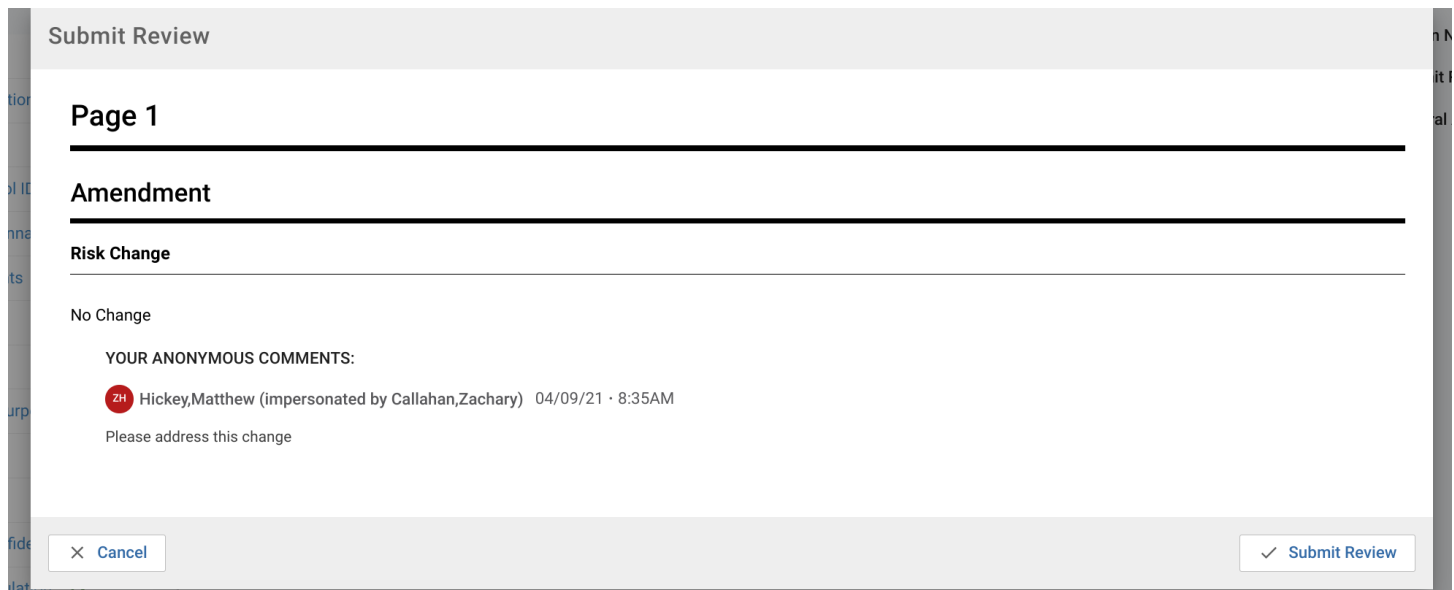 Submit Review
Page 1
Amendment
Risk Change
No Change
YOUR ANONYMOUS COMMENTS:
ZH Hickey,Matthew (impersonated by Callahan,Zachary) 04/09/21 · 8:35AM
Please address this change
Cancel
Submit Review